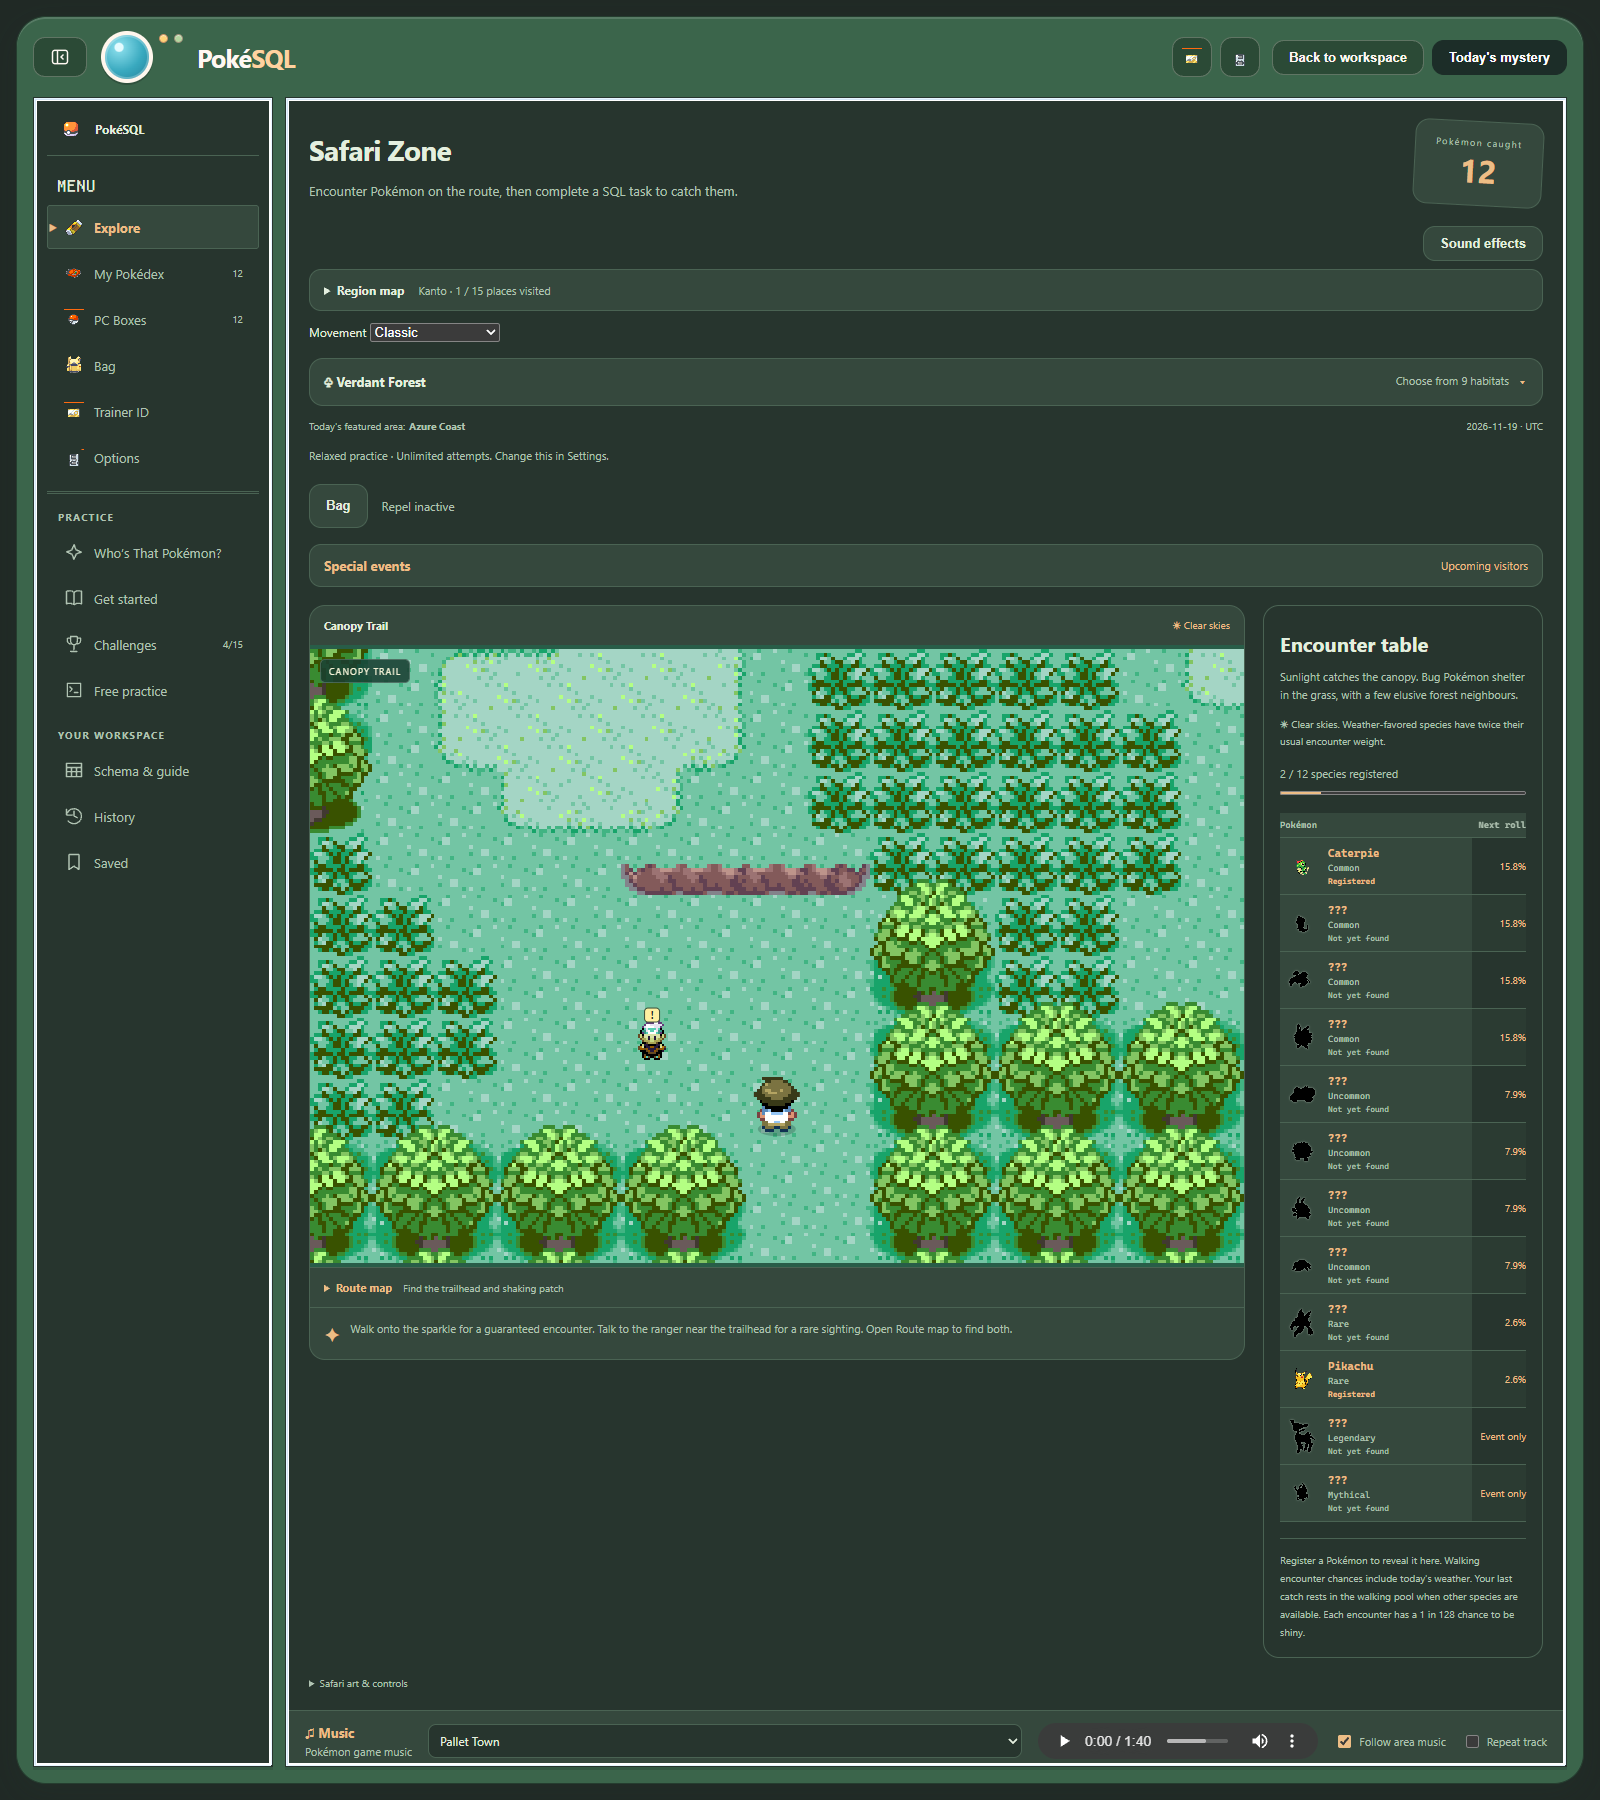 PokéSQL
Back to workspace
Today's mystery
PokéSQL
MENU
Explore
My Pokédex 12
PC Boxes 12
Bag
Trainer ID
Options
PRACTICE
Who's That Pokémon?
Get started
Challenges 4/15
Free practice
YOUR WORKSPACE
Schema & guide
History
Saved
Safari Zone
Encounter Pokémon on the route, then complete a SQL task to catch them.
Pokémon caught
12
Sound effects
Region map Kanto · 1 / 15 places visited
Movement Classic
Verdant Forest
Choose from 9 habitats
Today's featured area: Azure Coast
2026-11-19 · UTC
Relaxed practice · Unlimited attempts. Change this in Settings.
Bag
Repel inactive
Special events
Upcoming visitors
Canopy Trail
☀ Clear skies
CANOPY TRAIL
!
Route map Find the trailhead and shaking patch
Walk onto the sparkle for a guaranteed encounter. Talk to the ranger near the trailhead for a rare sighting. Open Route map to find both.
Encounter table
Sunlight catches the canopy. Bug Pokémon shelter
in the grass, with a few elusive forest neighbours.
☀ Clear skies. Weather-favored species have twice their
usual encounter weight.
2 / 12 species registered
Pokémon Next roll
Caterpie
Common
Registered
15.8%
???
Common
Not yet found
15.8%
???
Common
Not yet found
15.8%
???
Common
Not yet found
15.8%
???
Uncommon
Not yet found
7.9%
???
Uncommon
Not yet found
7.9%
???
Uncommon
Not yet found
7.9%
???
Uncommon
Not yet found
7.9%
???
Rare
Not yet found
2.6%
Pikachu
Rare
Registered
2.6%
???
Legendary
Not yet found
Event only
???
Mythical
Not yet found
Event only
Register a Pokémon to reveal it here. Walking
encounter chances include today's weather. Your last
catch rests in the walking pool when other species are
available. Each encounter has a 1 in 128 chance to be
shiny.
Safari art & controls
♫ Music
Pokémon game music
Pallet Town
0:00 / 1:40
Follow area music
Repeat track